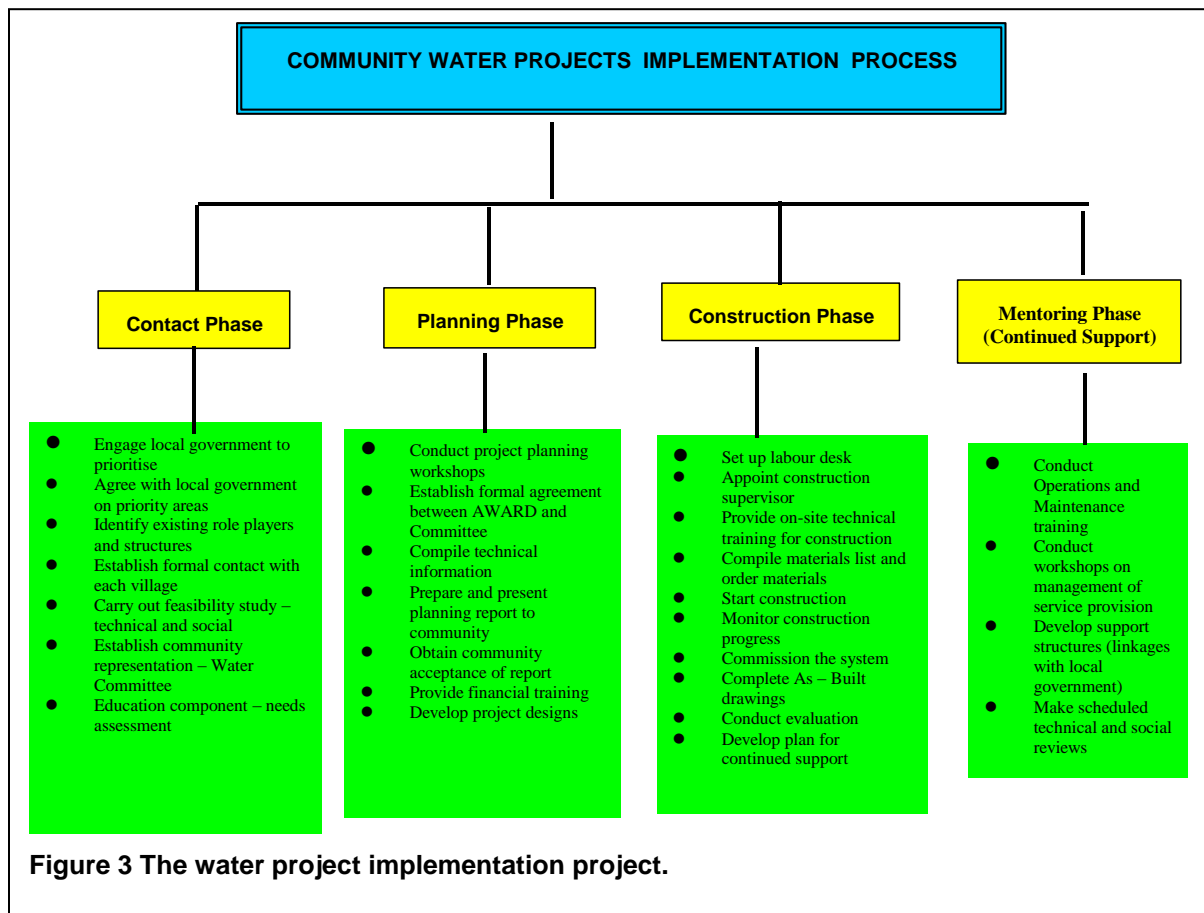 COMMUNITY WATER PROJECTS IMPLEMENTATION PROCESS
Contact Phase
● Engage local government to
prioritise
● Agree with local government
on priority areas
● Identify existing role players
and structures
● Establish formal contact with
each village
● Carry out feasibility study –
technical and social
● Establish community
representation – Water
Committee
● Education component – needs
assessment
Planning Phase
● Conduct project planning
workshops
● Establish formal agreement
between AWARD and
Committee
● Compile technical
information
● Prepare and present
planning report to
community
● Obtain community
acceptance of report
● Provide financial training
● Develop project designs
Construction Phase
● Set up labour desk
● Appoint construction
supervisor
● Provide on-site technical
training for construction
● Compile materials list and
order materials
● Start construction
● Monitor construction
progress
● Commission the system
● Complete As – Built
drawings
● Conduct evaluation
● Develop plan for
continued support
Mentoring Phase
(Continued Support)
● Conduct
Operations and
Maintenance
training
● Conduct
workshops on
management of
service provision
● Develop support
structures (linkages
with local
government)
● Make scheduled
technical and social
reviews
Figure 3 The water project implementation project.